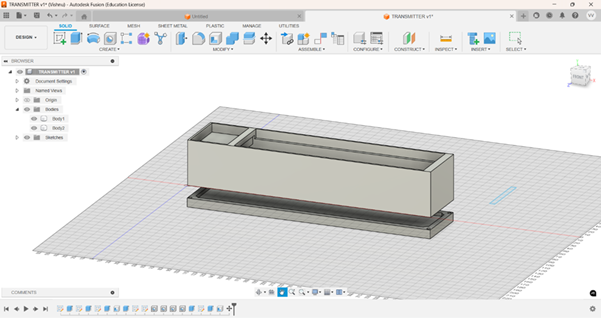 TRANSMITTER v1* (Vishnu) - Autodesk Fusion (Education License)
Untitled
TRANSMITTER v1*
DESIGN
SOLID SURFACE MESH SHEET METAL PLASTIC MANAGE UTILITIES
CREATE MODIFY ASSEMBLE CONFIGURE CONSTRUCT INSPECT INSERT SELECT
BROWSER
TRANSMITTER v1
Document Settings
Named Views
Origin
Bodies
Body1
Body2
Sketches
COMMENTS